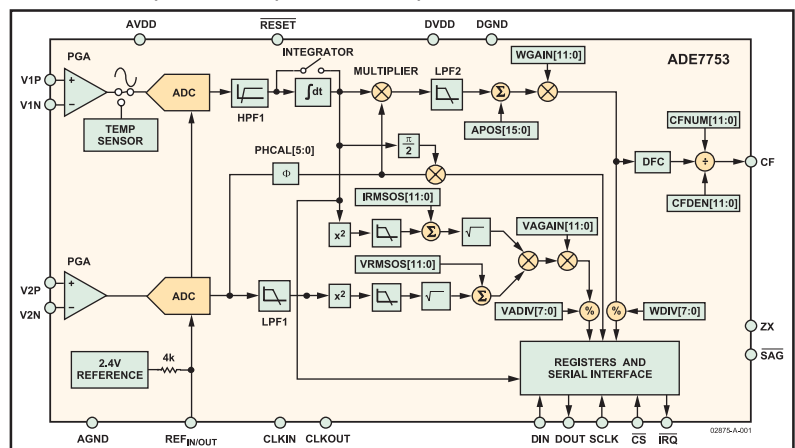 AVDD RESET DVDD DGND
PGA INTEGRATOR WGAIN[11:0] ADE7753
MULTIPLIER LPF2
V1P + ADC ∫dt Σ CFNUM[11:0]
V1N −
HPF1
TEMP
SENSOR
APOS[15:0]
PHCAL[5:0] π
2 DFC ÷ CF
Φ
IRMSOS[11:0] CFDEN[11:0]
x² Σ √ VAGAIN[11:0]
PGA VRMSOS[11:0]
V2P + ADC x² √ Σ
V2N −
LPF1 VADIV[7:0] % % WDIV[7:0]
ZX
2.4V
REFERENCE
4k REGISTERS AND
SERIAL INTERFACE
SAG
AGND REFIN/OUT CLKIN CLKOUT DIN DOUT SCLK CS IRQ
02875-A-001